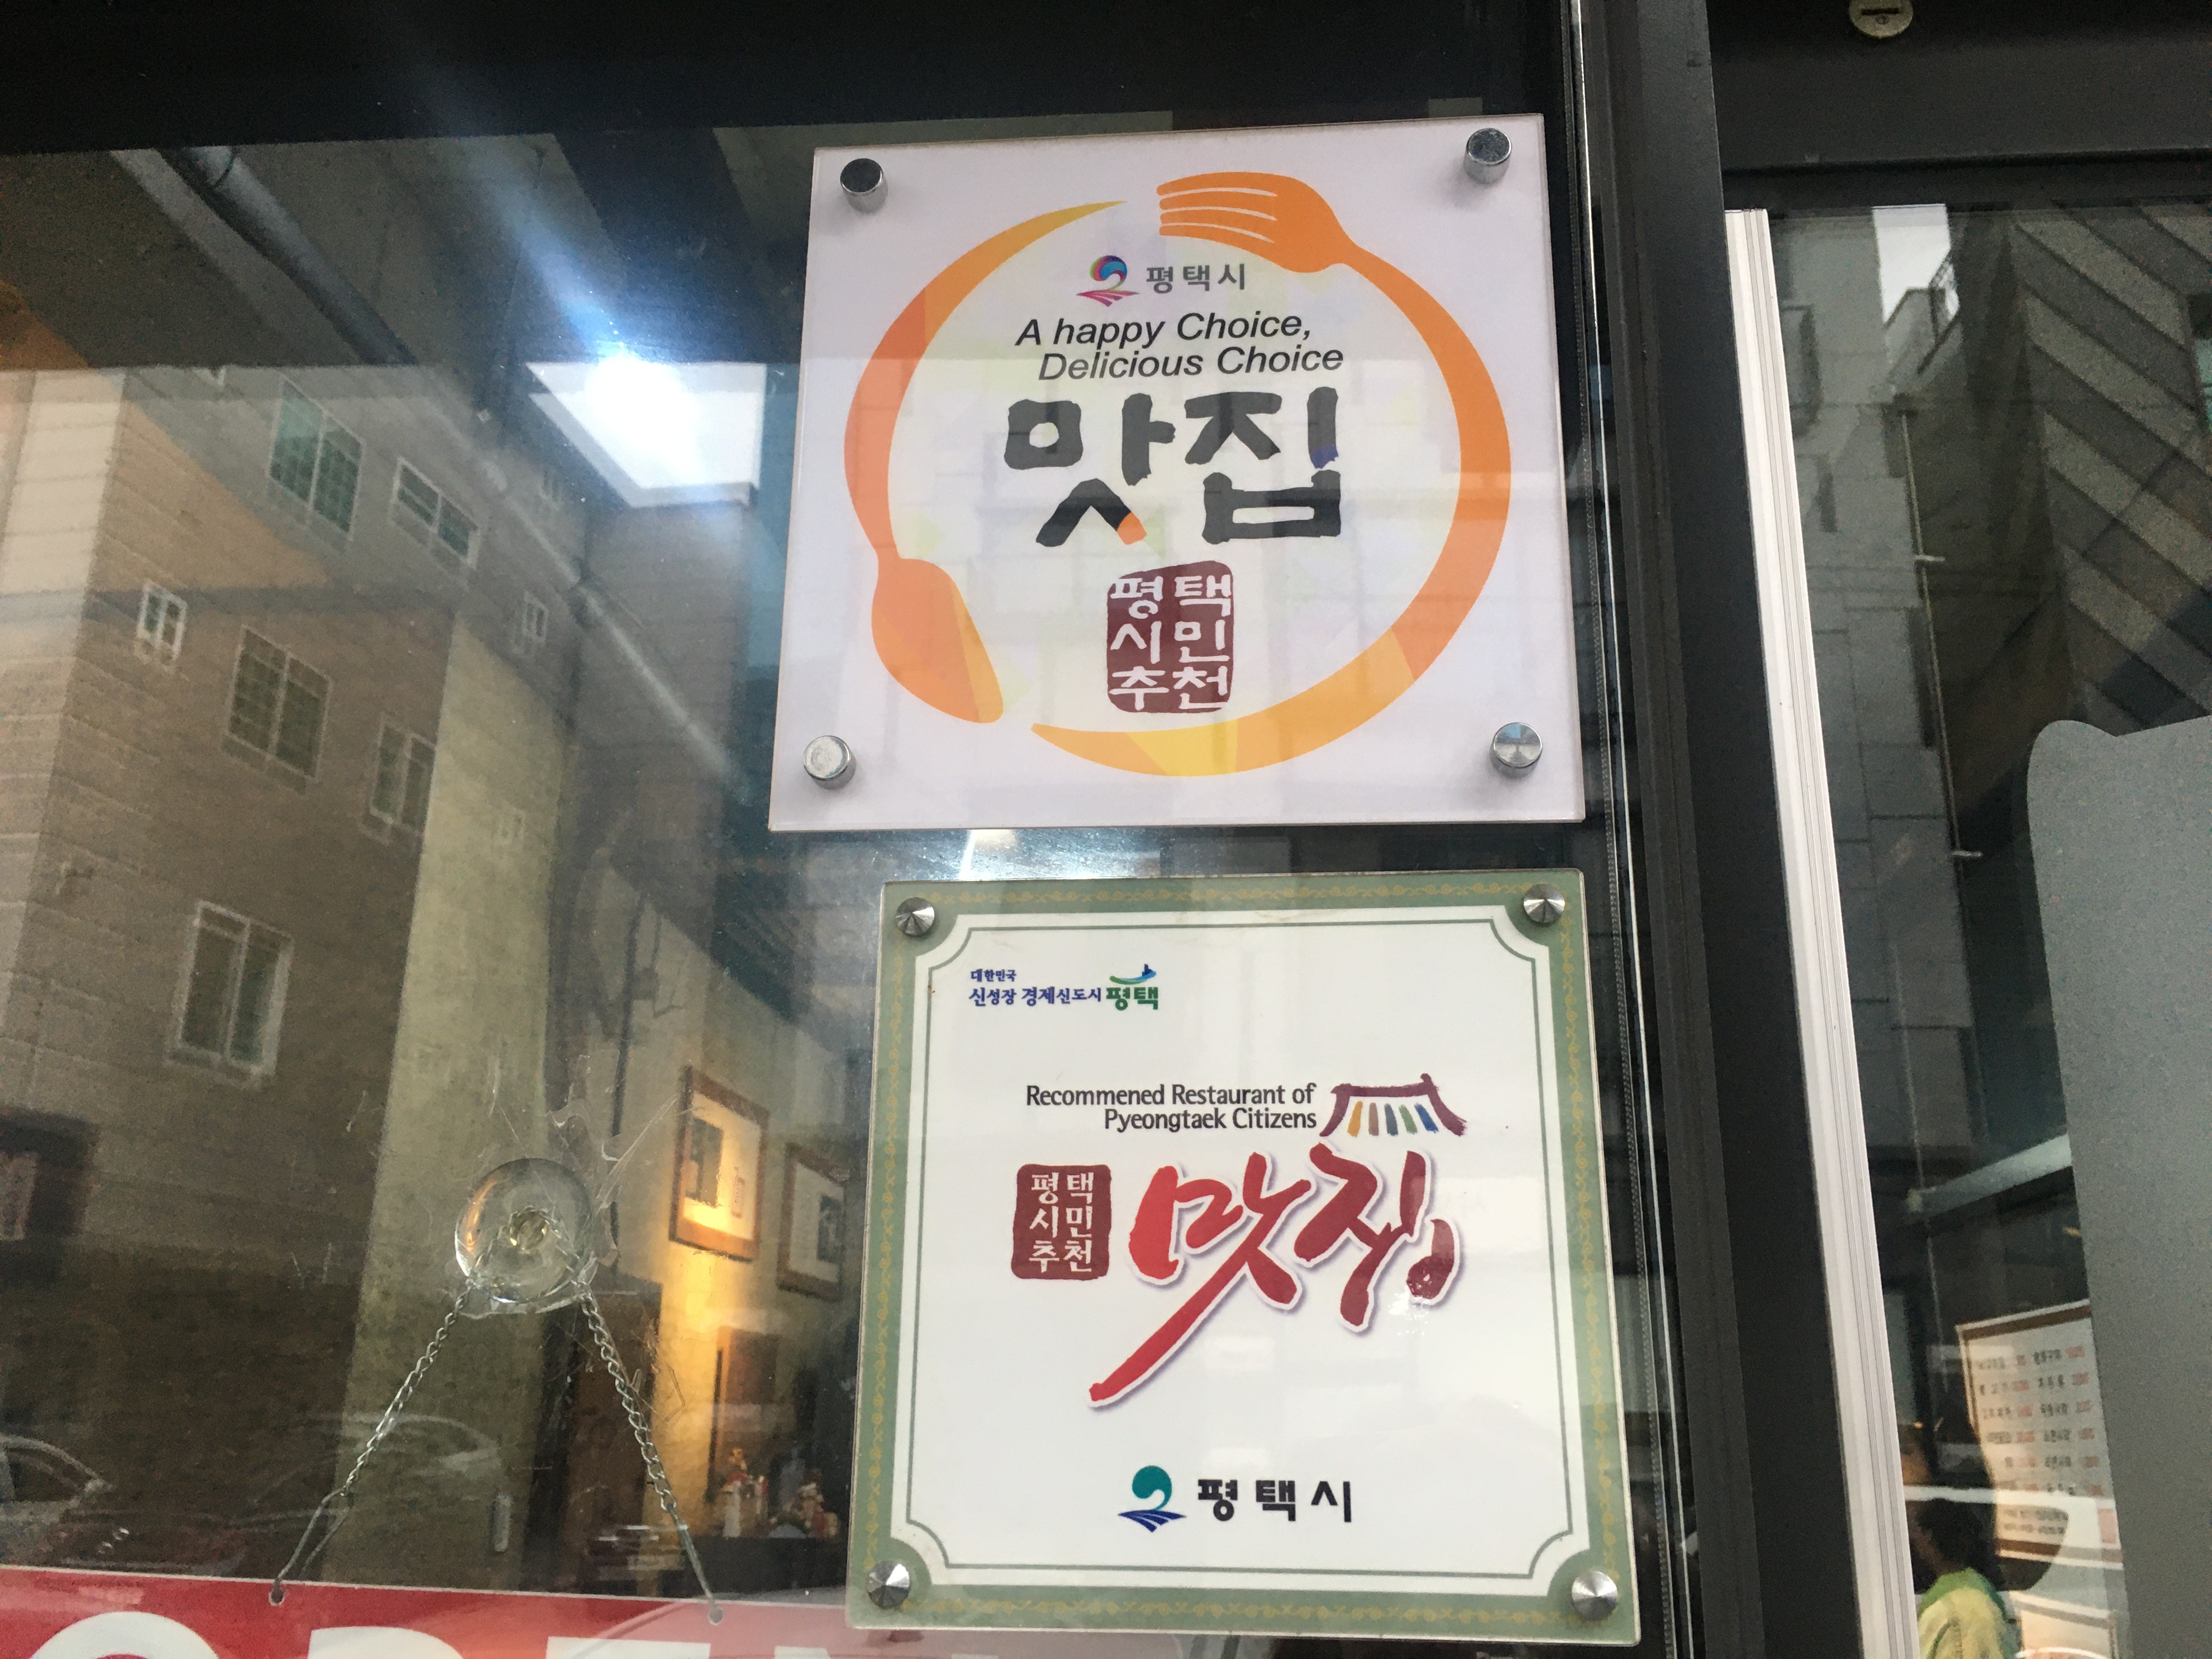 평택시
A happy Choice,
Delicious Choice
맛집
평택
시민
추천
대한민국
신성장 경제신도시 평택
Recommened Restaurant of
Pyeongtaek Citizens
평택
시민
추천
맛집
평택시
OPEN